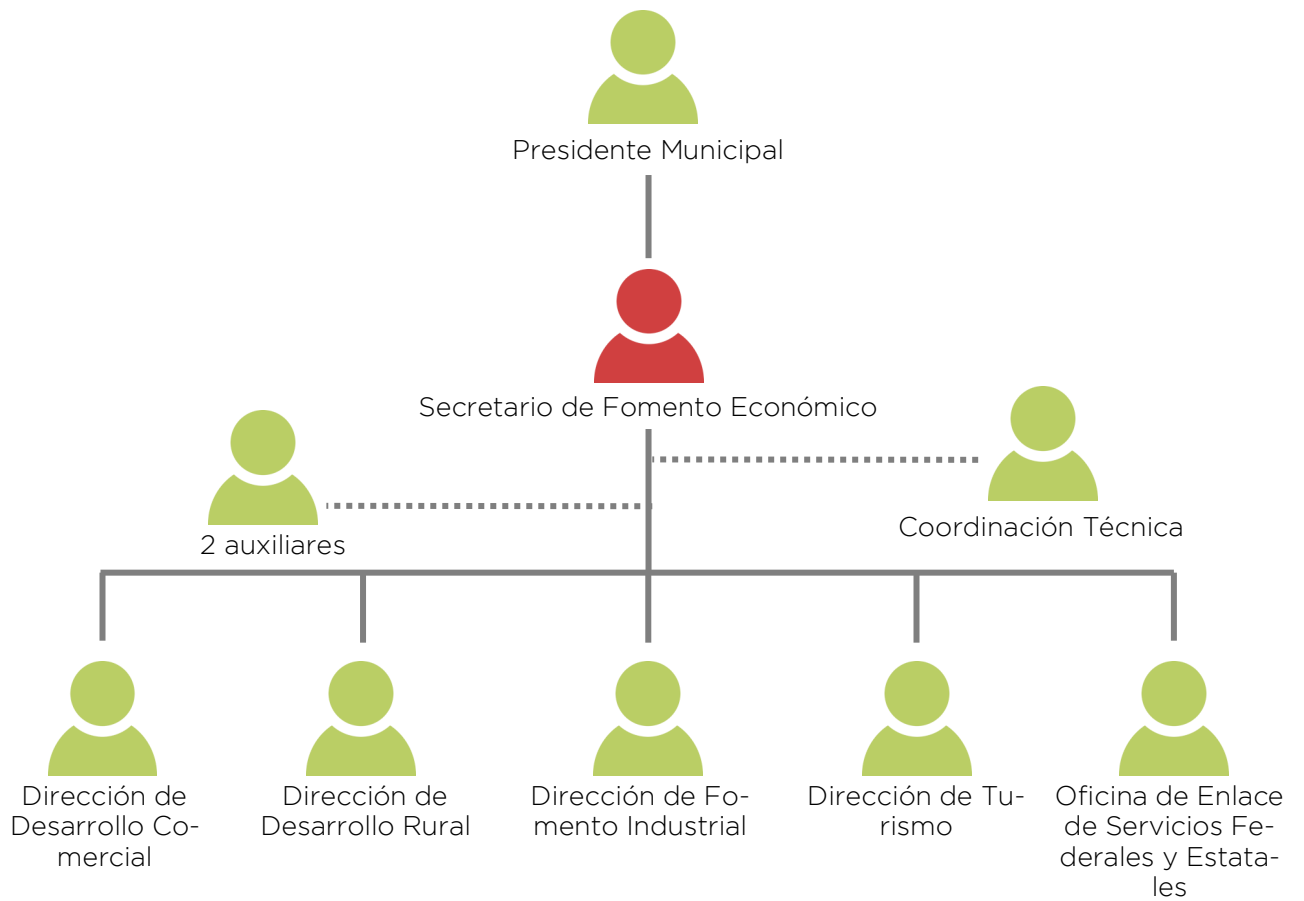 Presidente Municipal
Secretario de Fomento Económico
2 auxiliares
Coordinación Técnica
Dirección de
Desarrollo Co-
mercial
Dirección de
Desarrollo Rural
Dirección de Fo-
mento Industrial
Dirección de Tu-
rismo
Oficina de Enlace
de Servicios Fe-
derales y Estata-
les